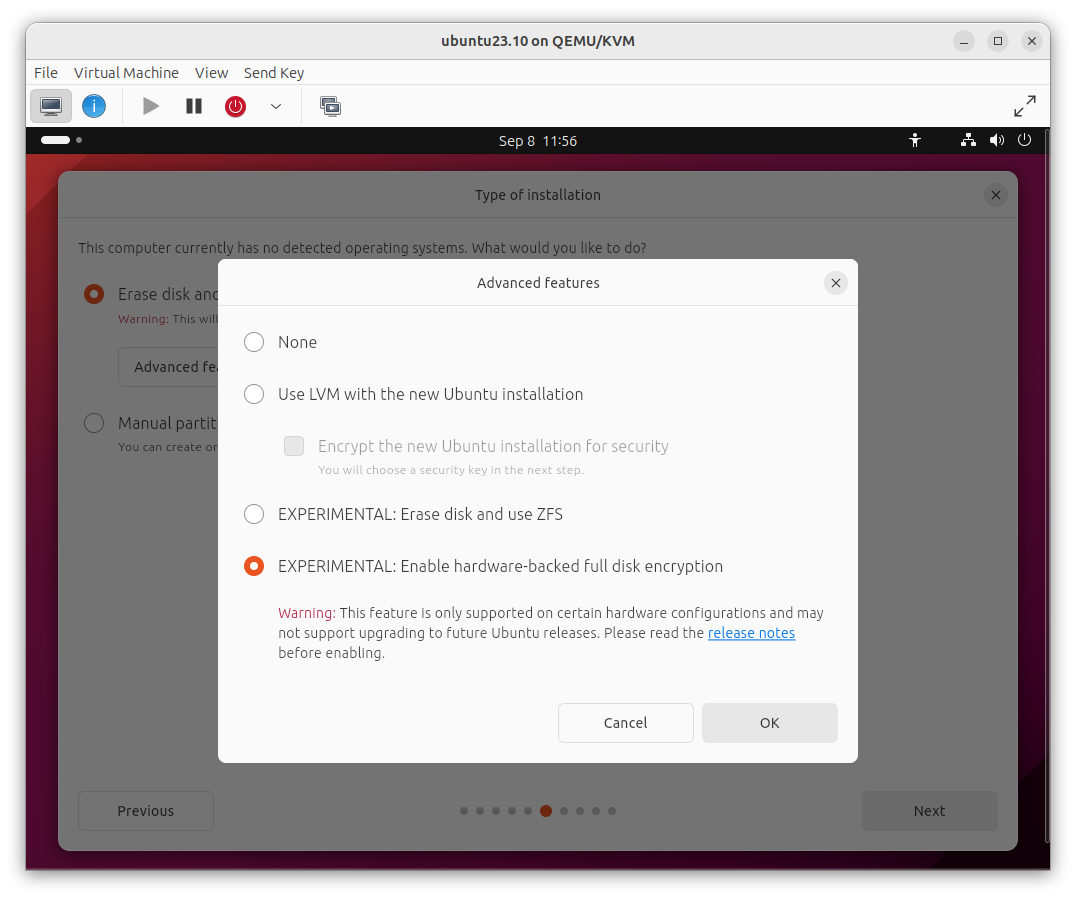 ubuntu23.10 on QEMU/KVM
File Virtual Machine View Send Key
Sep 8 11:56
Type of installation
This computer currently has no detected operating systems. What would you like to do?
Erase disk and
Warning: This will
Advanced fea
Manual partit
You can create or
Advanced features
None
Use LVM with the new Ubuntu installation
Encrypt the new Ubuntu installation for security
You will choose a security key in the next step.
EXPERIMENTAL: Erase disk and use ZFS
EXPERIMENTAL: Enable hardware-backed full disk encryption
Warning: This feature is only supported on certain hardware configurations and may
not support upgrading to future Ubuntu releases. Please read the release notes
before enabling.
Cancel OK
Previous Next